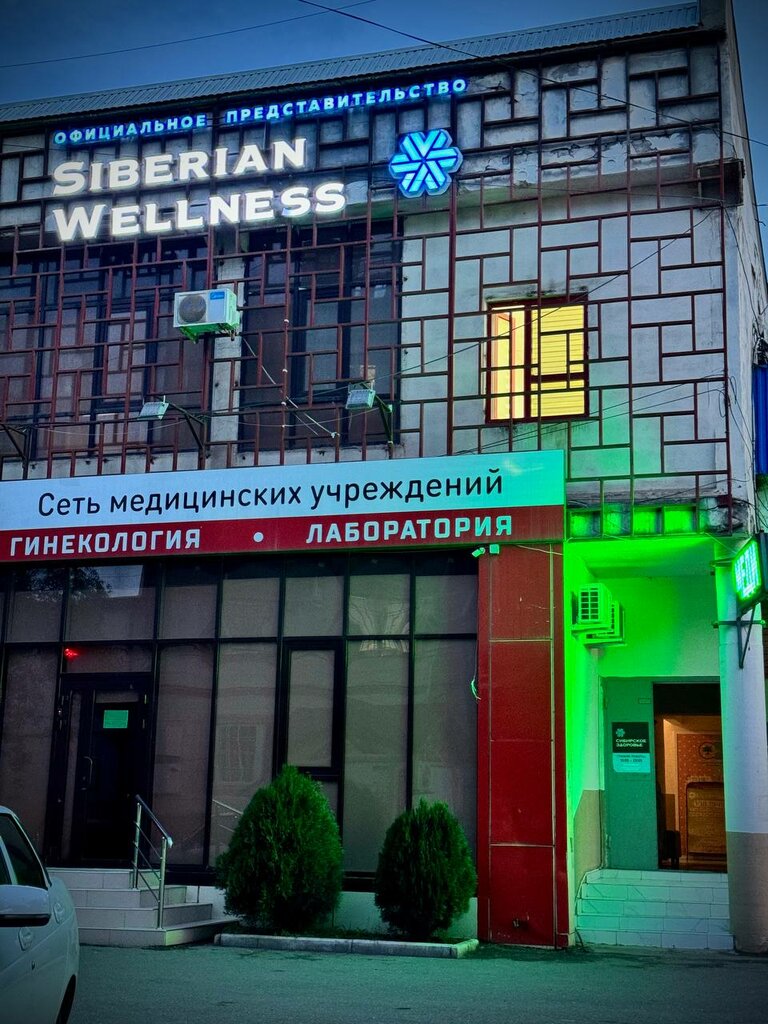 ОФИЦИАЛЬНОЕ ПРЕДСТАВИТЕЛЬСТВО
SIBERIAN
WELLNESS
Сеть медицинских учреждений
ГИНЕКОЛОГИЯ • ЛАБОРАТОРИЯ
СИБИРСКОЕ
ЗДОРОВЬЕ